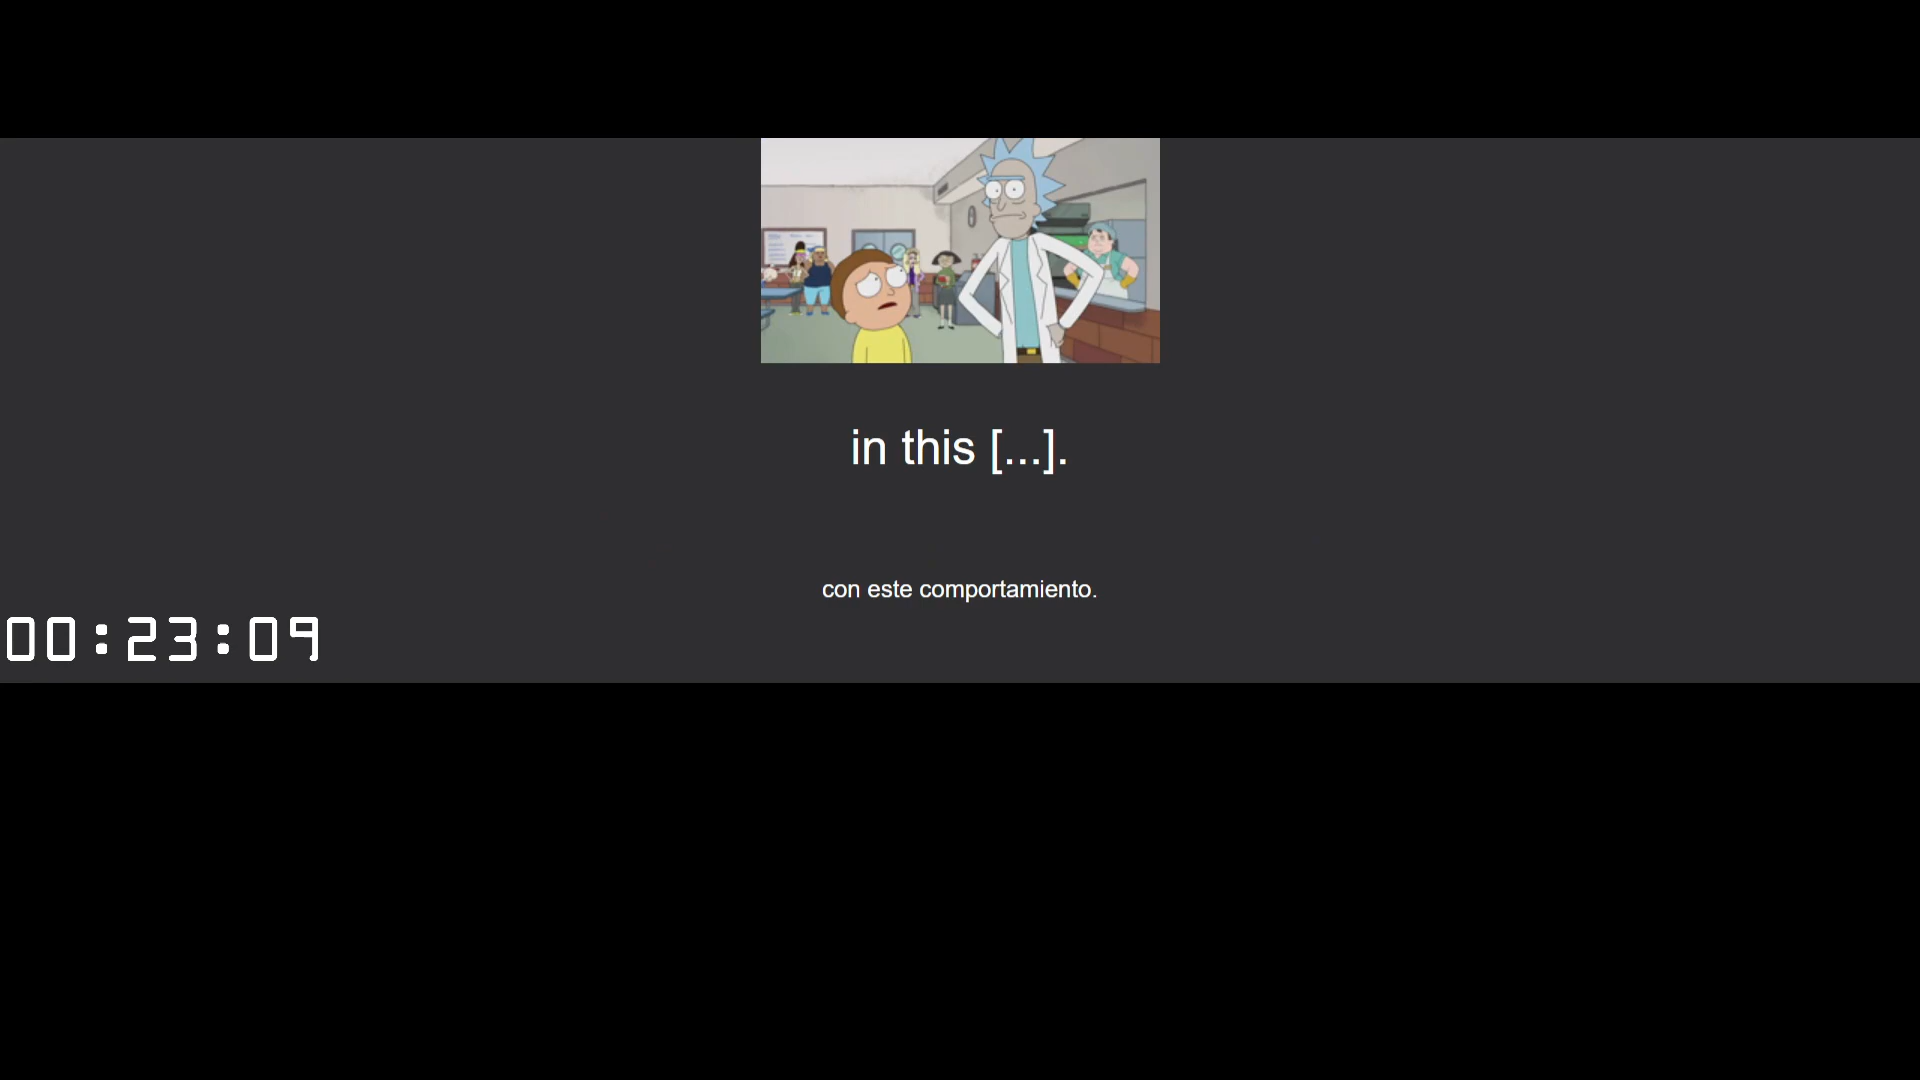 in this [...].
con este comportamiento.
00:23:09